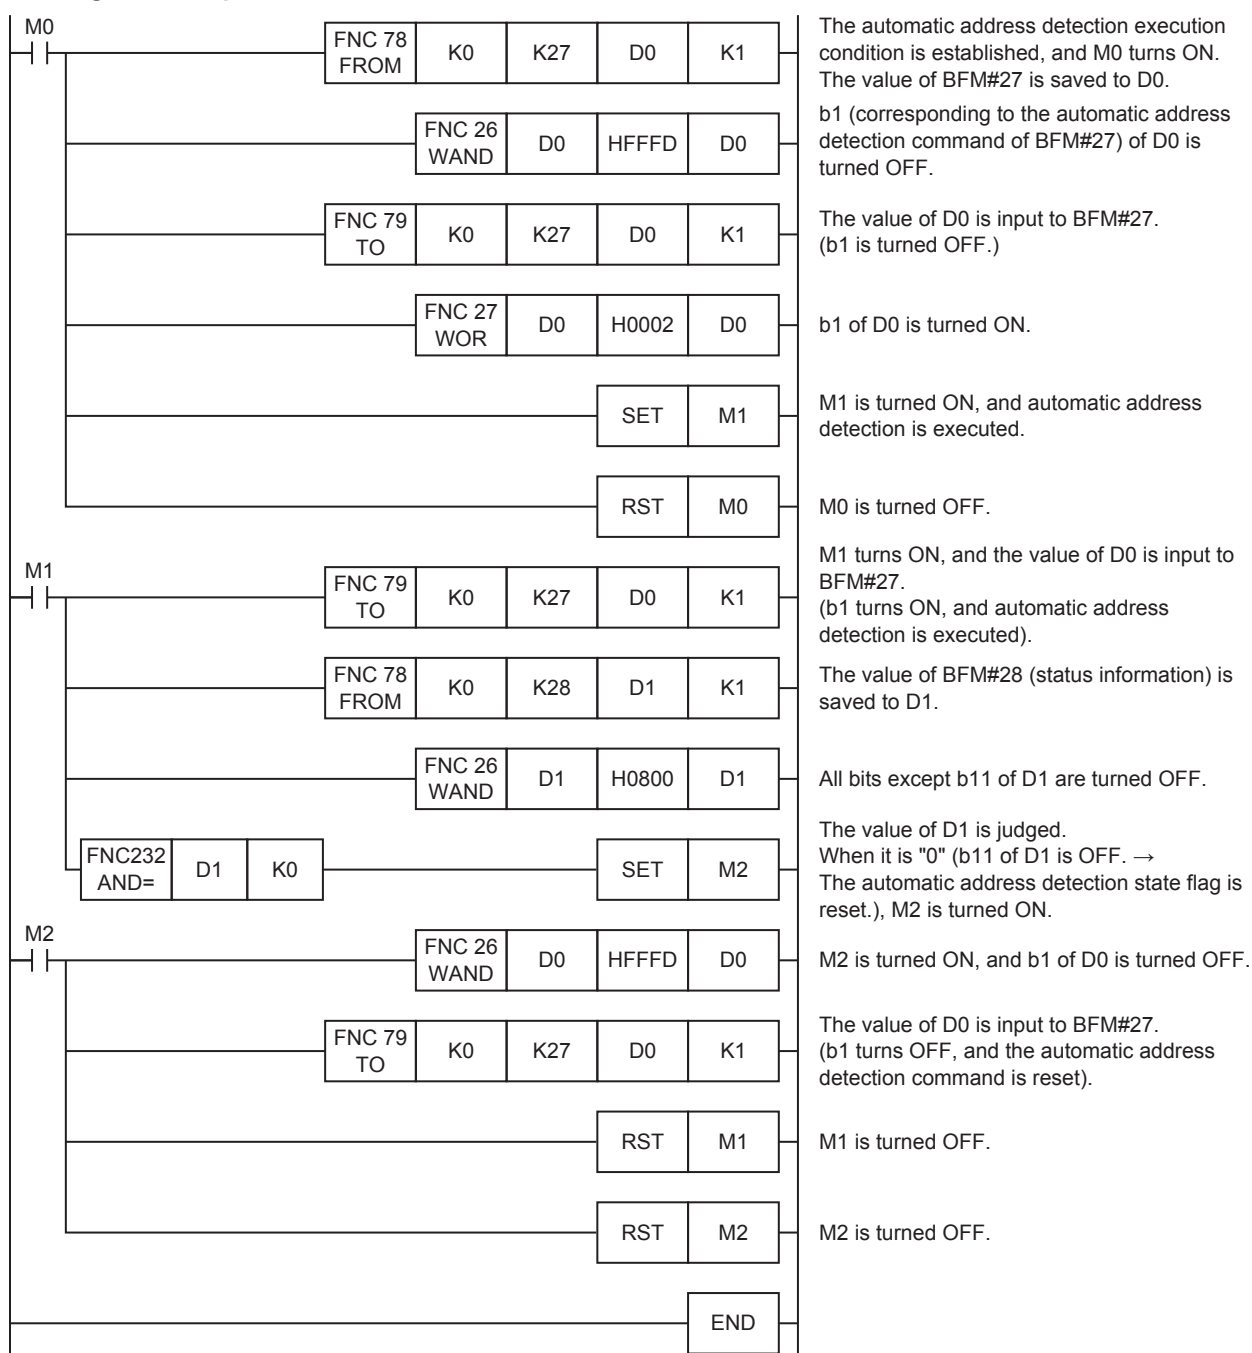 M0
FNC 78 FROM K0 K27 D0 K1
The automatic address detection execution
condition is established, and M0 turns ON.
The value of BFM#27 is saved to D0.
FNC 26 WAND D0 HFFFD D0
b1 (corresponding to the automatic address
detection command of BFM#27) of D0 is
turned OFF.
FNC 79 TO K0 K27 D0 K1
The value of D0 is input to BFM#27.
(b1 is turned OFF.)
FNC 27 WOR D0 H0002 D0
b1 of D0 is turned ON.
SET M1
M1 is turned ON, and automatic address
detection is executed.
RST M0
M0 is turned OFF.
M1
FNC 79 TO K0 K27 D0 K1
M1 turns ON, and the value of D0 is input to
BFM#27.
(b1 turns ON, and automatic address
detection is executed).
FNC 78 FROM K0 K28 D1 K1
The value of BFM#28 (status information) is
saved to D1.
FNC 26 WAND D1 H0800 D1
All bits except b11 of D1 are turned OFF.
FNC232 AND= D1 K0 SET M2
The value of D1 is judged.
When it is "0" (b11 of D1 is OFF. →
The automatic address detection state flag is
reset.), M2 is turned ON.
M2
FNC 26 WAND D0 HFFFD D0
M2 is turned ON, and b1 of D0 is turned OFF.
FNC 79 TO K0 K27 D0 K1
The value of D0 is input to BFM#27.
(b1 turns OFF, and the automatic address
detection command is reset).
RST M1
M1 is turned OFF.
RST M2
M2 is turned OFF.
END